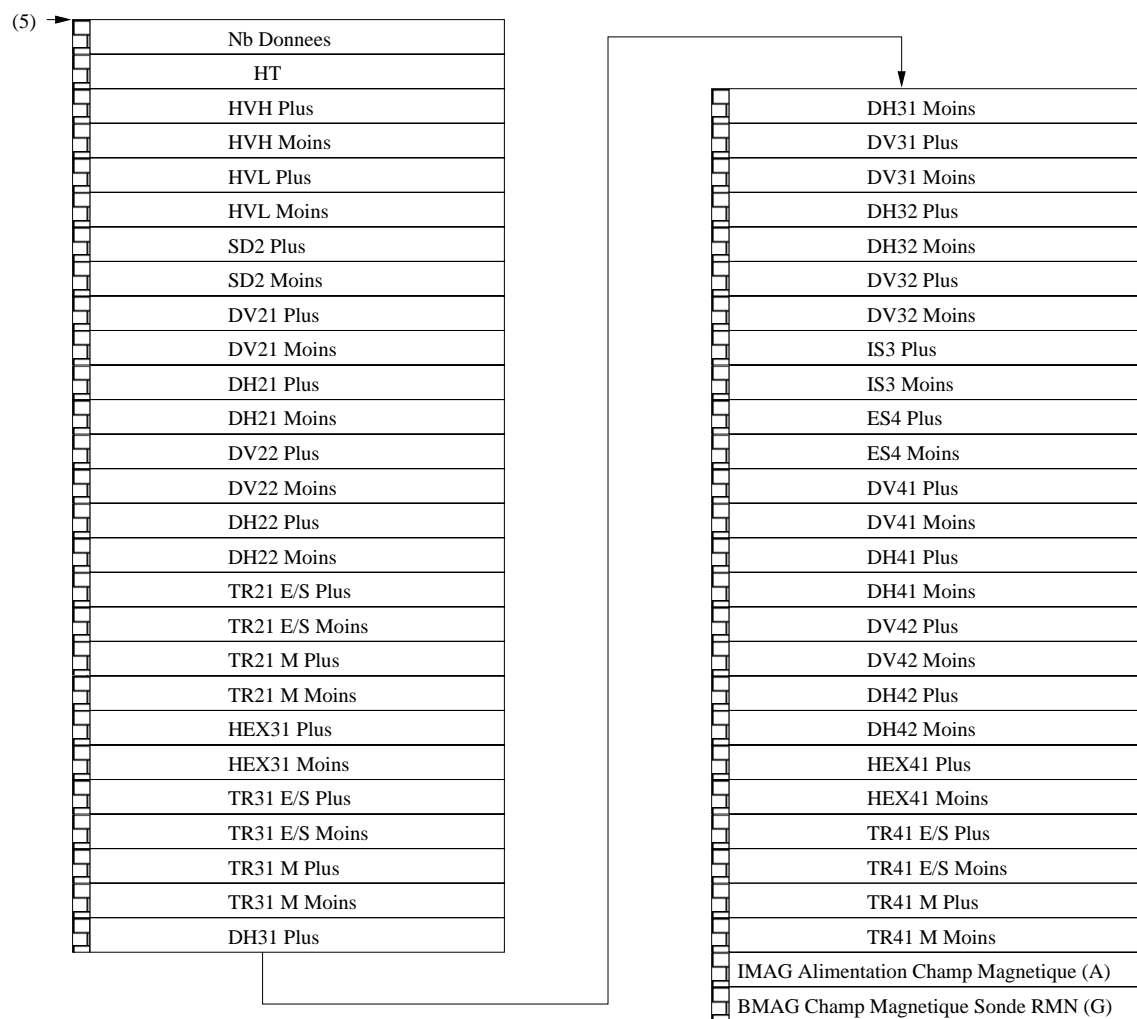 (5)
Nb Donnees
HT
HVH Plus
HVH Moins
HVL Plus
HVL Moins
SD2 Plus
SD2 Moins
DV21 Plus
DV21 Moins
DH21 Plus
DH21 Moins
DV22 Plus
DV22 Moins
DH22 Plus
DH22 Moins
TR21 E/S Plus
TR21 E/S Moins
TR21 M Plus
TR21 M Moins
HEX31 Plus
HEX31 Moins
TR31 E/S Plus
TR31 E/S Moins
TR31 M Plus
TR31 M Moins
DH31 Plus
DH31 Moins
DV31 Plus
DV31 Moins
DH32 Plus
DH32 Moins
DV32 Plus
DV32 Moins
IS3 Plus
IS3 Moins
ES4 Plus
ES4 Moins
DV41 Plus
DV41 Moins
DH41 Plus
DH41 Moins
DV42 Plus
DV42 Moins
DH42 Plus
DH42 Moins
HEX41 Plus
HEX41 Moins
TR41 E/S Plus
TR41 E/S Moins
TR41 M Plus
TR41 M Moins
IMAG Alimentation Champ Magnetique (A)
BMAG Champ Magnetique Sonde RMN (G)